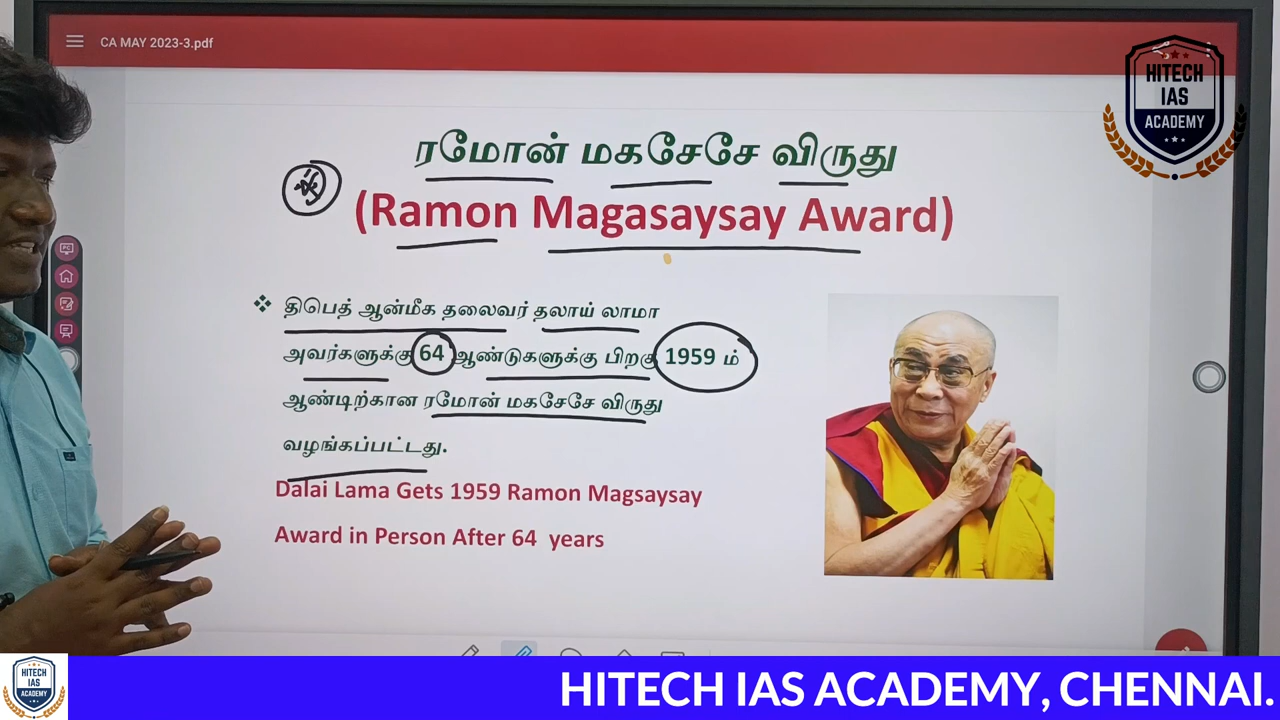 CA MAY 2023-3.pdf
HITECH
IAS
ACADEMY
ரமோன் மகசேசே விருது
(Ramon Magasaysay Award)
❖ திபெத் ஆன்மீக தலைவர் தலாய் லாமா
அவர்களுக்கு 64 ஆண்டுகளுக்கு பிறகு 1959 ம்
ஆண்டிற்கான ரமோன் மகசேசே விருது
வழங்கப்பட்டது.
Dalai Lama Gets 1959 Ramon Magsaysay
Award in Person After 64 years
HITECH
IAS
ACADEMY
HITECH IAS ACADEMY, CHENNAI.